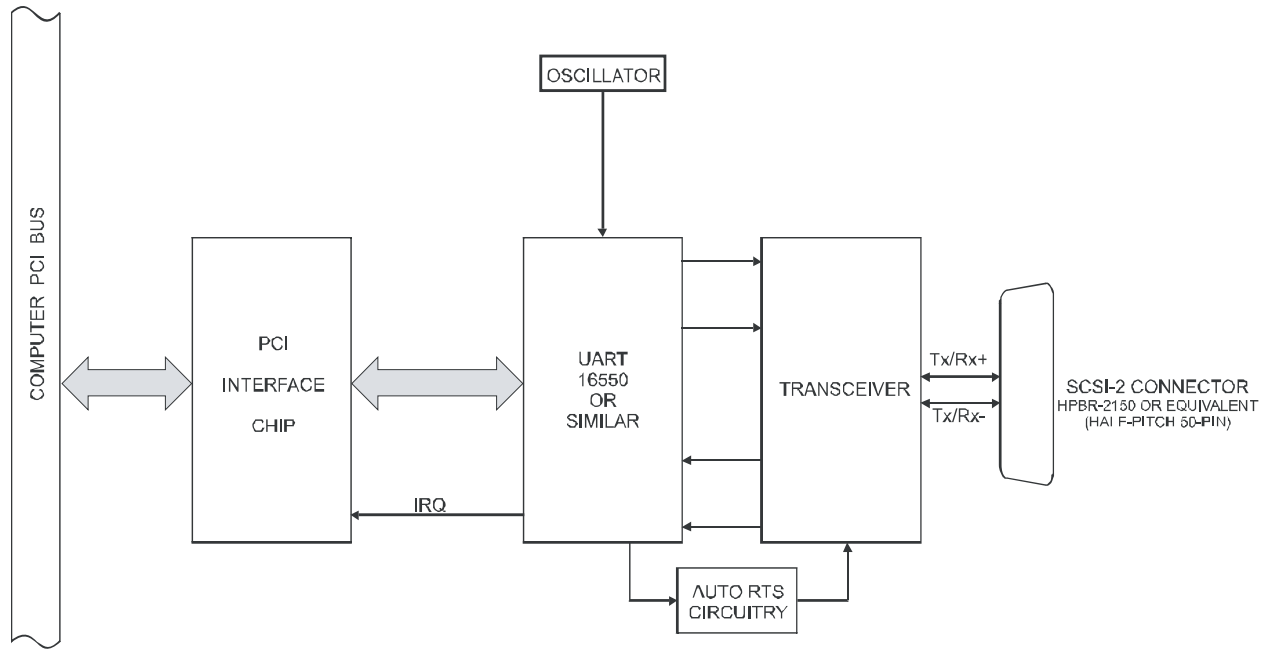 OSCILLATOR
COMPUTER PCI BUS
PCI
INTERFACE
CHIP
UART
16550
OR
SIMILAR
TRANSCEIVER
Tx/Rx+
Tx/Rx-
SCSI-2 CONNECTOR
HPBR-2150 OR EQUIVALENT
(HALF-PITCH 50-PIN)
IRQ
AUTO RTS
CIRCUITRY